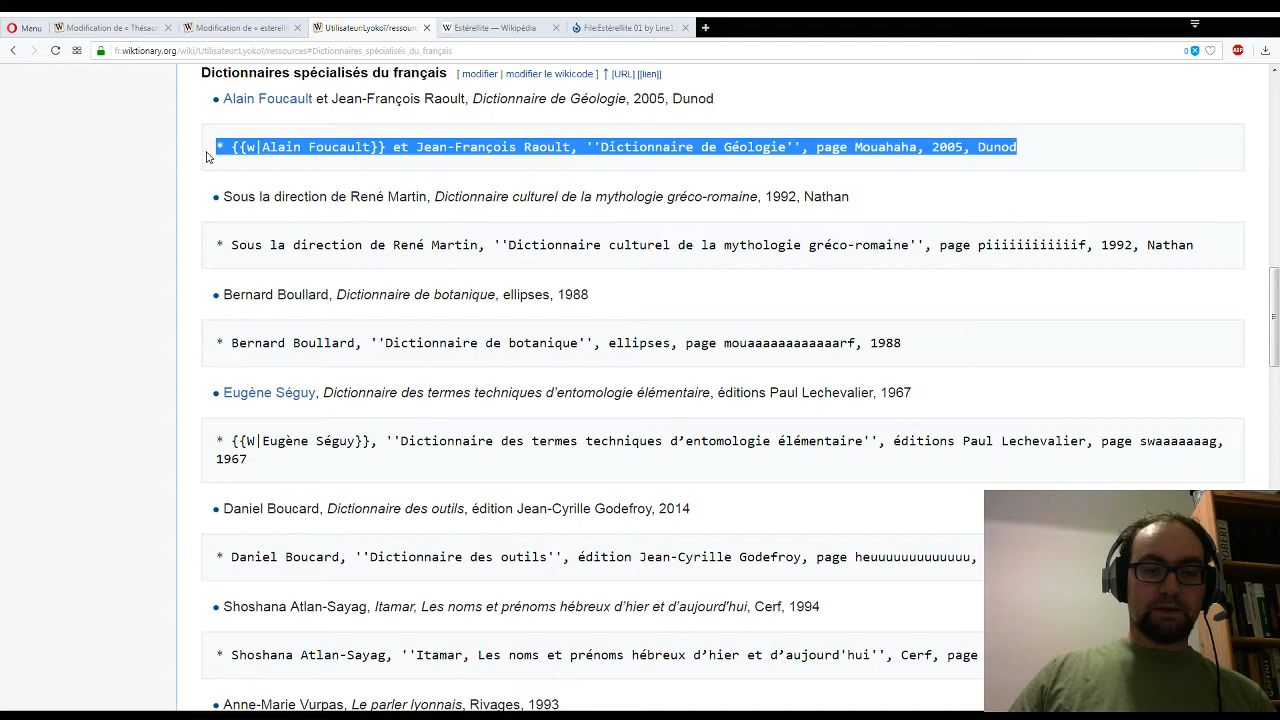 Menu
Modification de « Thésau
Modification de « esterell
Utilisateur:Lyokoï/ressour
Estérellite — Wikipédia
File:Estérellite 01 by Line1
fr.wiktionary.org/wiki/Utilisateur:Lyokoï/ressources#Dictionnaires_spécialisés_du_français
0
ABP
Dictionnaires spécialisés du français [ modifier | modifier le wikicode ] ↑ [URL] [[lien]]
• Alain Foucault et Jean-François Raoult, Dictionnaire de Géologie, 2005, Dunod
* {{w|Alain Foucault}} et Jean-François Raoult, ''Dictionnaire de Géologie'', page Mouahaha, 2005, Dunod
• Sous la direction de René Martin, Dictionnaire culturel de la mythologie gréco-romaine, 1992, Nathan
* Sous la direction de René Martin, ''Dictionnaire culturel de la mythologie gréco-romaine'', page piiiiiiiiiiiif, 1992, Nathan
• Bernard Boullard, Dictionnaire de botanique, ellipses, 1988
* Bernard Boullard, ''Dictionnaire de botanique'', ellipses, page mouaaaaaaaaaaaarf, 1988
• Eugène Séguy, Dictionnaire des termes techniques d’entomologie élémentaire, éditions Paul Lechevalier, 1967
* {{W|Eugène Séguy}}, ''Dictionnaire des termes techniques d’entomologie élémentaire'', éditions Paul Lechevalier, page swaaaaaaag,
1967
• Daniel Boucard, Dictionnaire des outils, édition Jean-Cyrille Godefroy, 2014
* Daniel Boucard, ''Dictionnaire des outils'', édition Jean-Cyrille Godefroy, page heuuuuuuuuuuuuu,
• Shoshana Atlan-Sayag, Itamar, Les noms et prénoms hébreux d’hier et d’aujourd'hui, Cerf, 1994
* Shoshana Atlan-Sayag, ''Itamar, Les noms et prénoms hébreux d’hier et d’aujourd'hui'', Cerf, page
• Anne-Marie Vurpas, Le parler lyonnais, Rivages, 1993